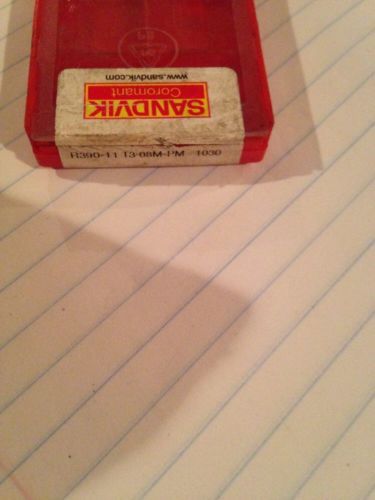 SANDVIK
Coromant
www.sandvik.com
R390-11 T3 08M-PM 1030